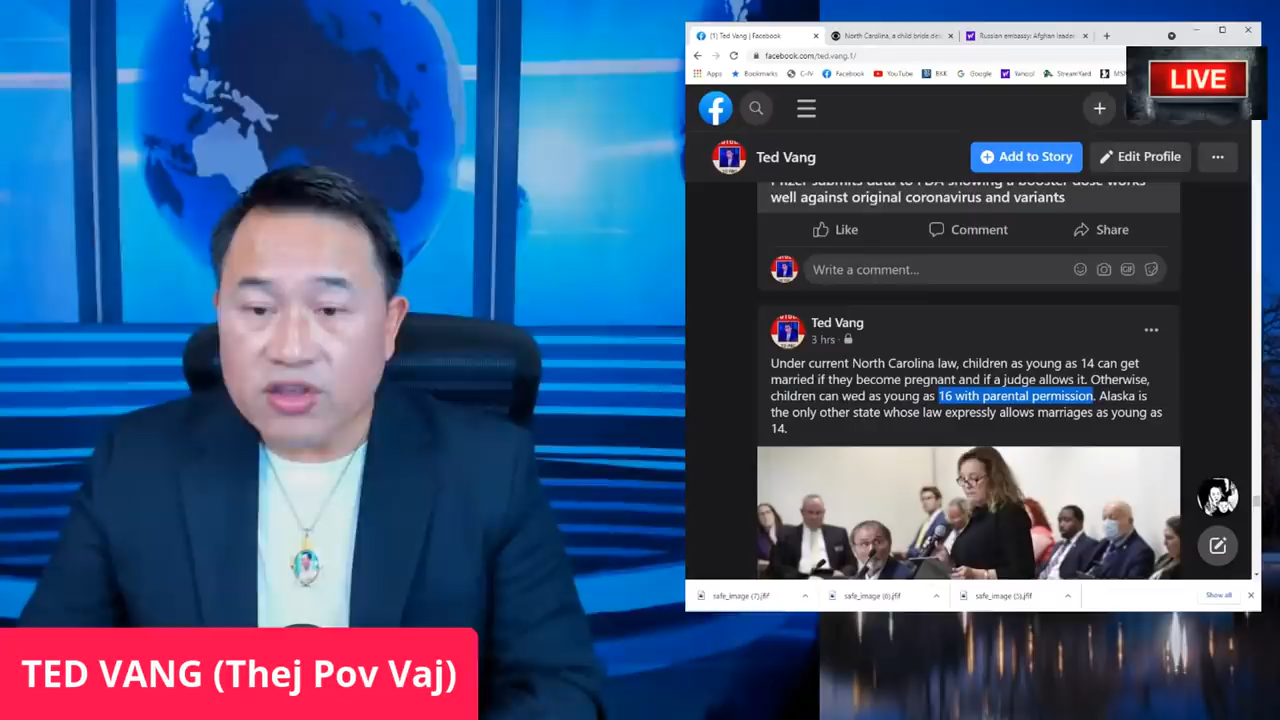 (1) Ted Vang | Facebook
North Carolina, a child bride de
Russian embassy: Afghan leader
facebook.com/ted.vang.1/
Apps
Bookmarks
C-IV
Facebook
YouTube
BKK
Google
Yahoo!
StreamYard
LIVE
Ted Vang
Add to Story
Edit Profile
Pfizer submits data to FDA showing a booster dose works
well against original coronavirus and variants
Like
Comment
Share
Write a comment...
GIF
Ted Vang
3 hrs ·
Under current North Carolina law, children as young as 14 can get
married if they become pregnant and if a judge allows it. Otherwise,
children can wed as young as 16 with parental permission. Alaska is
the only other state whose law expressly allows marriages as young as
14.
safe_image (7).jfif
safe_image (6).jfif
safe_image (5).jfif
Show all
TED VANG (Thej Pov Vaj)